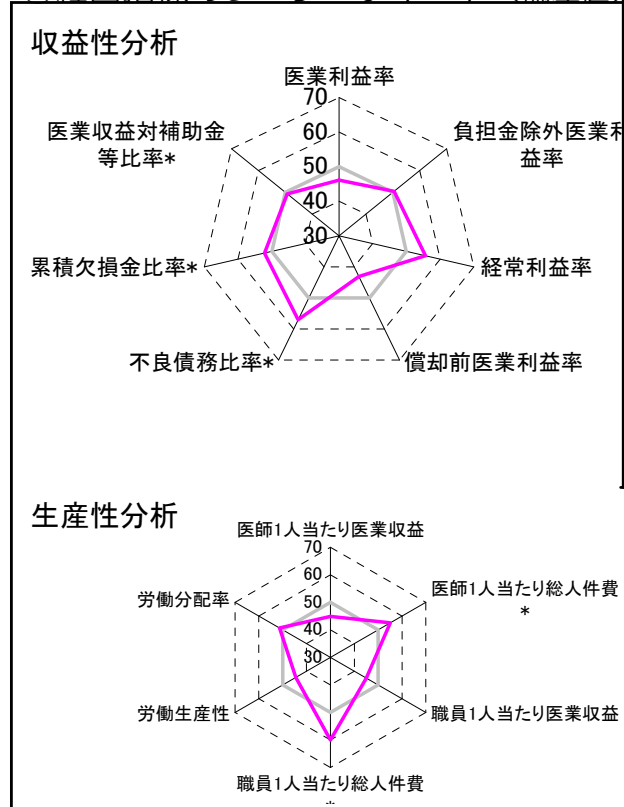 収益性分析
医業利益率
70
60
50
40
30
負担金除外医業利
益率
経常利益率
償却前医業利益率
不良債務比率*
累積欠損金比率*
医業収益対補助金
等比率*
生産性分析
医師1人当たり医業収益
70
60
50
40
30
医師1人当たり総人件費
*
職員1人当たり医業収益
職員1人当たり総人件費
*
労働生産性
労働分配率